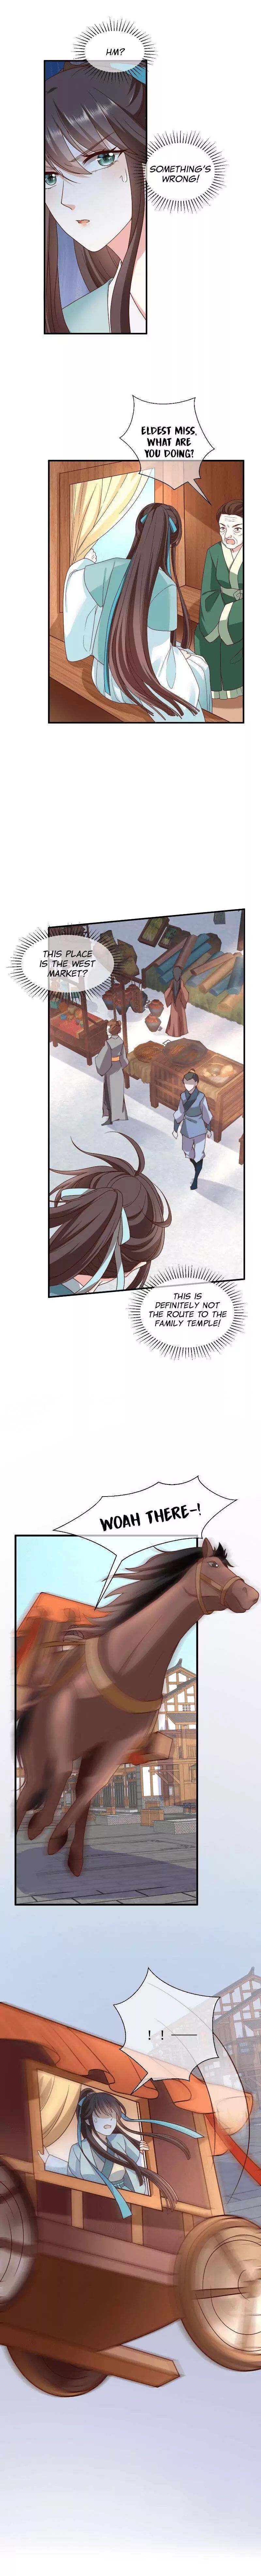 HM?
SOMETHING'S
WRONG!
ELDEST MISS,
WHAT ARE
YOU DOING?
THIS PLACE
IS THE WEST
MARKET?
THIS IS
DEFINITELY NOT
THE ROUTE TO THE
FAMILY TEMPLE!
WOAH THERE-!
！！——